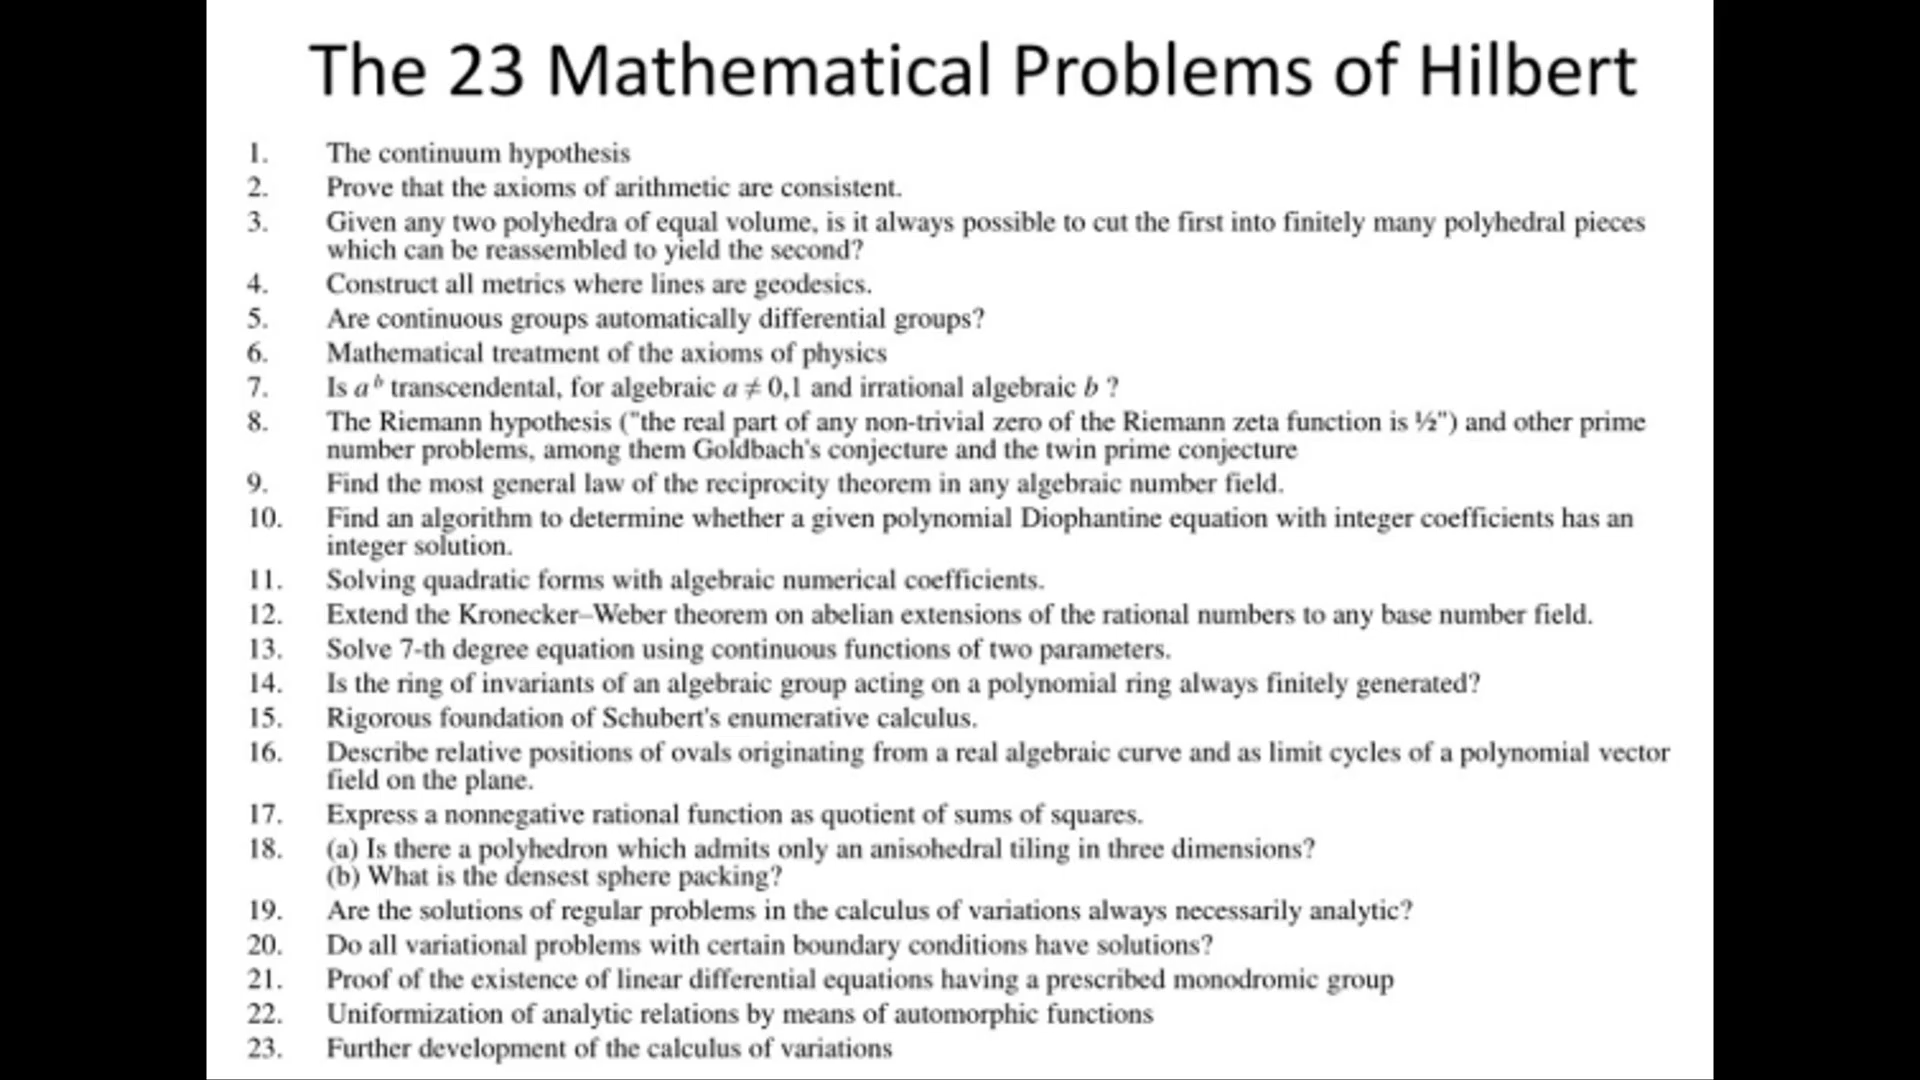 The 23 Mathematical Problems of Hilbert
1. The continuum hypothesis
2. Prove that the axioms of arithmetic are consistent.
3. Given any two polyhedra of equal volume, is it always possible to cut the first into finitely many polyhedral pieces
which can be reassembled to yield the second?
4. Construct all metrics where lines are geodesics.
5. Are continuous groups automatically differential groups?
6. Mathematical treatment of the axioms of physics
7. Is a^b transcendental, for algebraic a ≠ 0,1 and irrational algebraic b ?
8. The Riemann hypothesis ("the real part of any non-trivial zero of the Riemann zeta function is ½") and other prime
number problems, among them Goldbach's conjecture and the twin prime conjecture
9. Find the most general law of the reciprocity theorem in any algebraic number field.
10. Find an algorithm to determine whether a given polynomial Diophantine equation with integer coefficients has an
integer solution.
11. Solving quadratic forms with algebraic numerical coefficients.
12. Extend the Kronecker–Weber theorem on abelian extensions of the rational numbers to any base number field.
13. Solve 7-th degree equation using continuous functions of two parameters.
14. Is the ring of invariants of an algebraic group acting on a polynomial ring always finitely generated?
15. Rigorous foundation of Schubert's enumerative calculus.
16. Describe relative positions of ovals originating from a real algebraic curve and as limit cycles of a polynomial vector
field on the plane.
17. Express a nonnegative rational function as quotient of sums of squares.
18. (a) Is there a polyhedron which admits only an anisohedral tiling in three dimensions?
(b) What is the densest sphere packing?
19. Are the solutions of regular problems in the calculus of variations always necessarily analytic?
20. Do all variational problems with certain boundary conditions have solutions?
21. Proof of the existence of linear differential equations having a prescribed monodromic group
22. Uniformization of analytic relations by means of automorphic functions
23. Further development of the calculus of variations